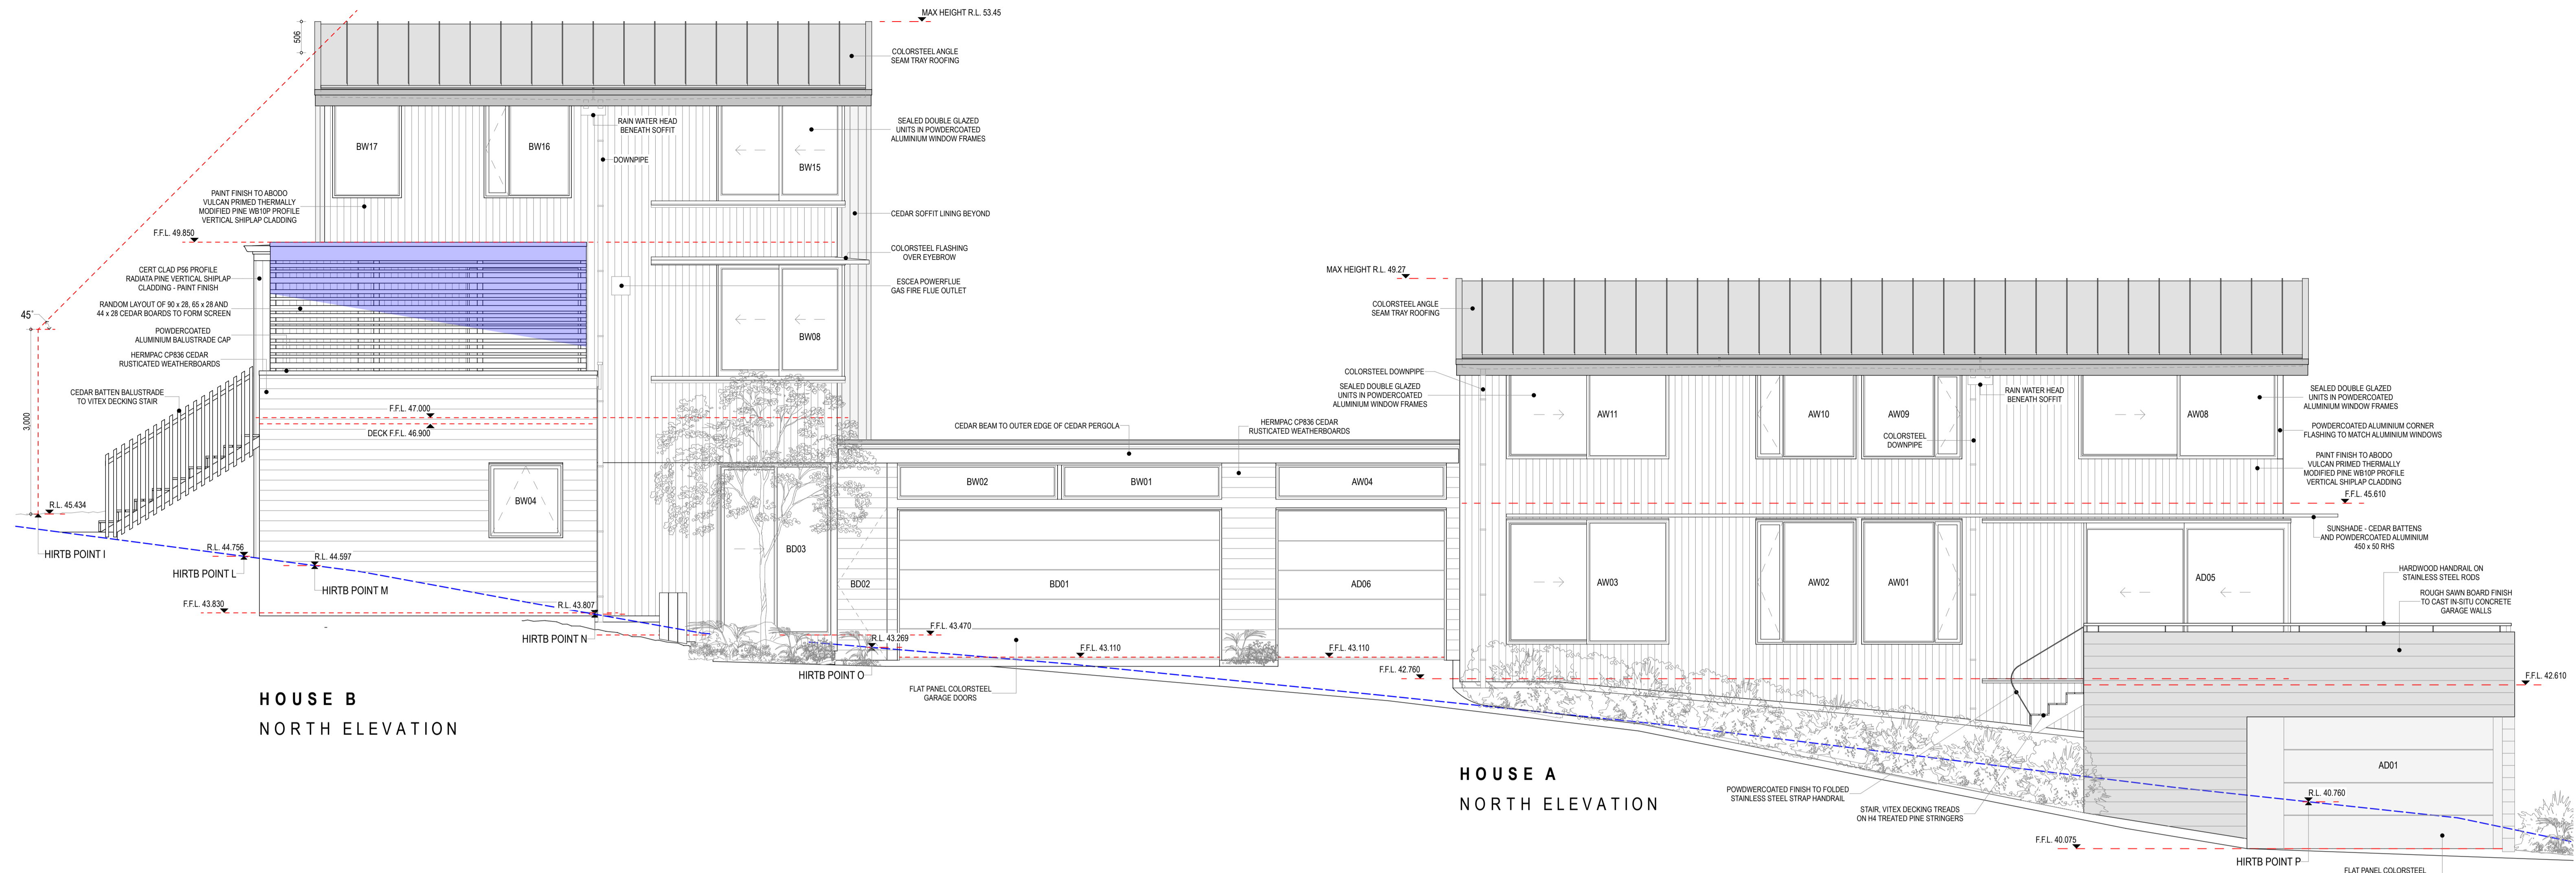 MAX HEIGHT R.L. 53.45
506
COLORSTEEL ANGLE
SEAM TRAY ROOFING
RAIN WATER HEAD
BENEATH SOFFIT
SEALED DOUBLE GLAZED
UNITS IN POWDERCOATED
ALUMINIUM WINDOW FRAMES
BW17
BW16
DOWNPIPE
BW15
PAINT FINISH TO ABODO
VULCAN PRIMED THERMALLY
MODIFIED PINE WB10P PROFILE
VERTICAL SHIPLAP CLADDING
CEDAR SOFFIT LINING BEYOND
F.F.L. 49.850
COLORSTEEL FLASHING
OVER EYEBROW
CERT CLAD P56 PROFILE
RADIATA PINE VERTICAL SHIPLAP
CLADDING - PAINT FINISH
ESCEA POWERFLUE
GAS FIRE FLUE OUTLET
RANDOM LAYOUT OF 90 x 28, 65 x 28 AND
44 x 28 CEDAR BOARDS TO FORM SCREEN
45°
POWDERCOATED
ALUMINIUM BALUSTRADE CAP
BW08
HERMPAC CP836 CEDAR
RUSTICATED WEATHERBOARDS
CEDAR BATTEN BALUSTRADE
TO VITEX DECKING STAIR
3,000
F.F.L. 47.000
DECK F.F.L. 46.900
R.L. 45.434
HIRTB POINT I
BW04
R.L. 44.756
HIRTB POINT L
R.L. 44.597
HIRTB POINT M
F.F.L. 43.830
R.L. 43.807
HIRTB POINT N
BD03
BD02
F.F.L. 43.470
R.L. 43.269
HIRTB POINT O
CEDAR BEAM TO OUTER EDGE OF CEDAR PERGOLA
HERMPAC CP836 CEDAR
RUSTICATED WEATHERBOARDS
BW02
BW01
AW04
BD01
AD06
F.F.L. 43.110
F.F.L. 43.110
FLAT PANEL COLORSTEEL
GARAGE DOORS
HOUSE B
NORTH ELEVATION
MAX HEIGHT R.L. 49.27
COLORSTEEL ANGLE
SEAM TRAY ROOFING
COLORSTEEL DOWNPIPE
SEALED DOUBLE GLAZED
UNITS IN POWDERCOATED
ALUMINIUM WINDOW FRAMES
AW11
AW10
AW09
COLORSTEEL
DOWNPIPE
RAIN WATER HEAD
BENEATH SOFFIT
AW08
SEALED DOUBLE GLAZED
UNITS IN POWDERCOATED
ALUMINIUM WINDOW FRAMES
POWDERCOATED ALUMINIUM CORNER
FLASHING TO MATCH ALUMINIUM WINDOWS
PAINT FINISH TO ABODO
VULCAN PRIMED THERMALLY
MODIFIED PINE WB10P PROFILE
VERTICAL SHIPLAP CLADDING
F.F.L. 45.610
SUNSHADE - CEDAR BATTENS
AND POWDERCOATED ALUMINIUM
450 x 50 RHS
AW03
AW02
AW01
AD05
HARDWOOD HANDRAIL ON
STAINLESS STEEL RODS
ROUGH SAWN BOARD FINISH
TO CAST IN-SITU CONCRETE
GARAGE WALLS
F.F.L. 42.760
F.F.L. 42.610
HOUSE A
NORTH ELEVATION
POWDWERCOATED FINISH TO FOLDED
STAINLESS STEEL STRAP HANDRAIL
STAIR, VITEX DECKING TREADS
ON H4 TREATED PINE STRINGERS
AD01
R.L. 40.760
F.F.L. 40.075
HIRTB POINT P
FLAT PANEL COLORSTEEL